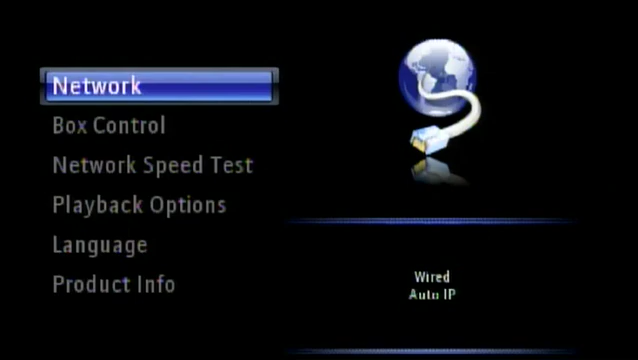 Network
Box Control
Network Speed Test
Playback Options
Language
Product Info
Wired
Auto IP